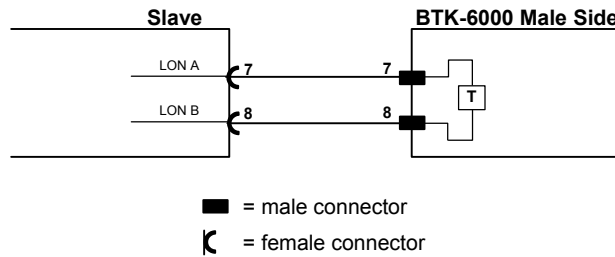 Slave
BTK-6000 Male Side
LON A
7
7
T
LON B
8
8
= male connector
= female connector